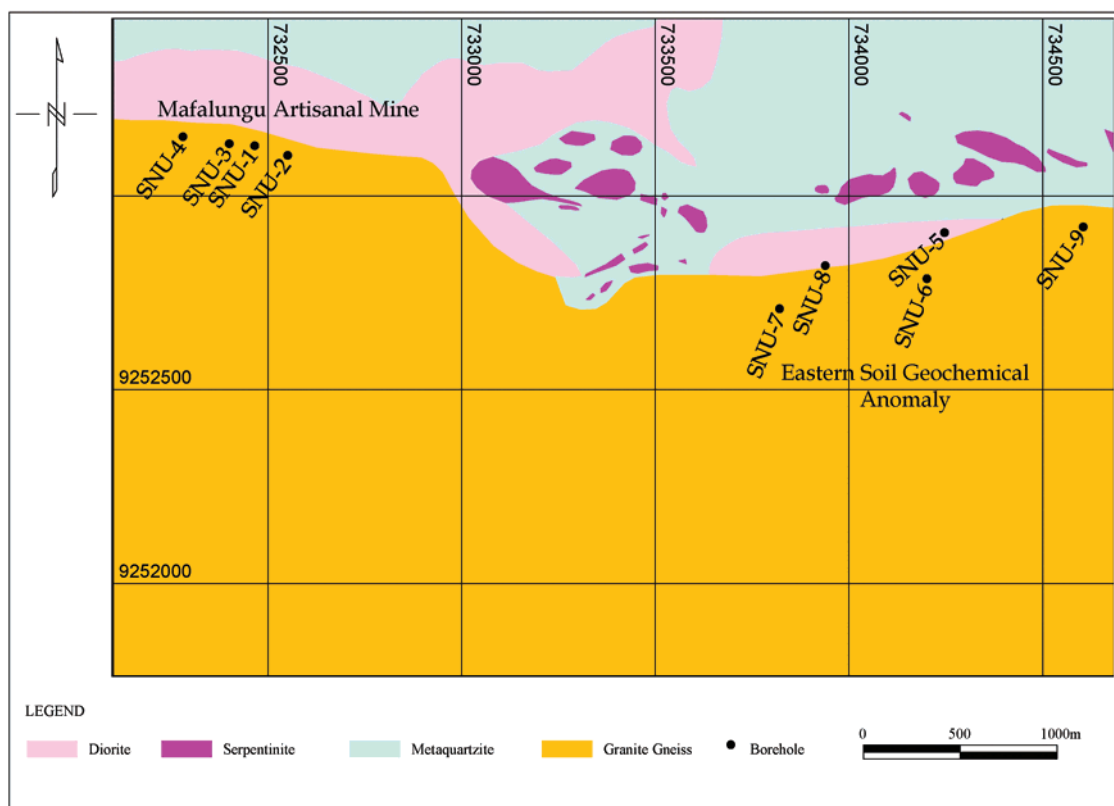 732500
733000
733500
734000
734500
N
Mafalungu Artisanal Mine
SNU-4
SNU-3
SNU-1
SNU-2
SNU-5
SNU-9
SNU-8
SNU-6
SNU-7
9252500
Eastern Soil Geochemical
Anomaly
9252000
LEGEND
Diorite Serpentinite Metaquartzite Granite Gneiss Borehole
0 500 1000m